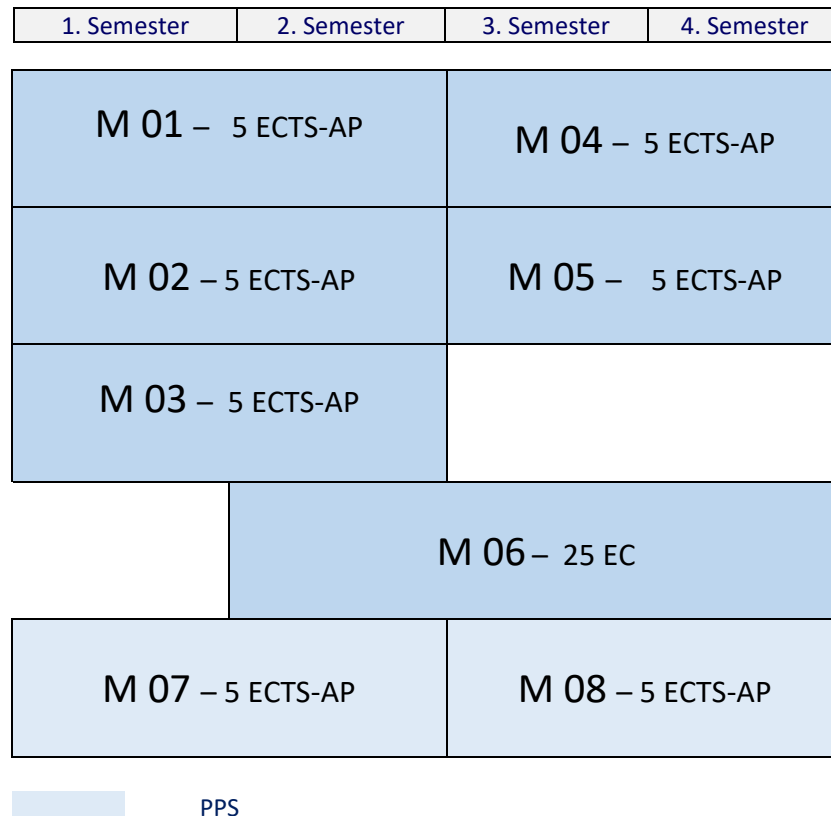 1. Semester 2. Semester 3. Semester 4. Semester
M 01 – 5 ECTS-AP
M 04 – 5 ECTS-AP
M 02 – 5 ECTS-AP
M 05 – 5 ECTS-AP
M 03 – 5 ECTS-AP
M 06 – 25 EC
M 07 – 5 ECTS-AP
M 08 – 5 ECTS-AP
PPS